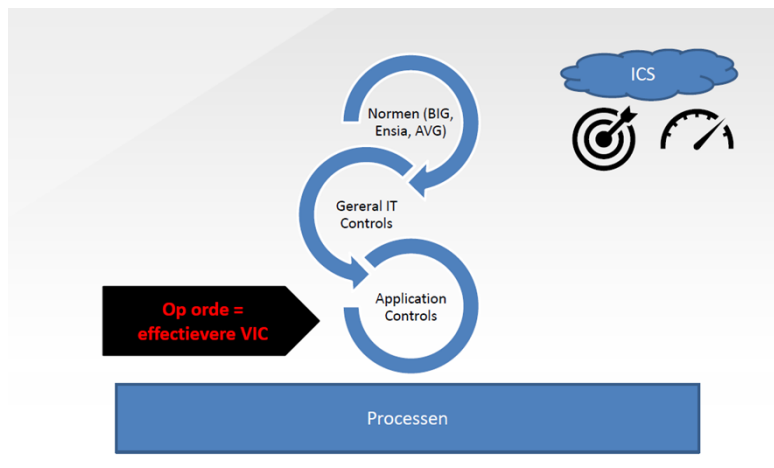 ICS
Normen (BIG,
Ensia, AVG)
Gereral IT
Controls
Application
Controls
Op orde =
effectievere VIC
Processen